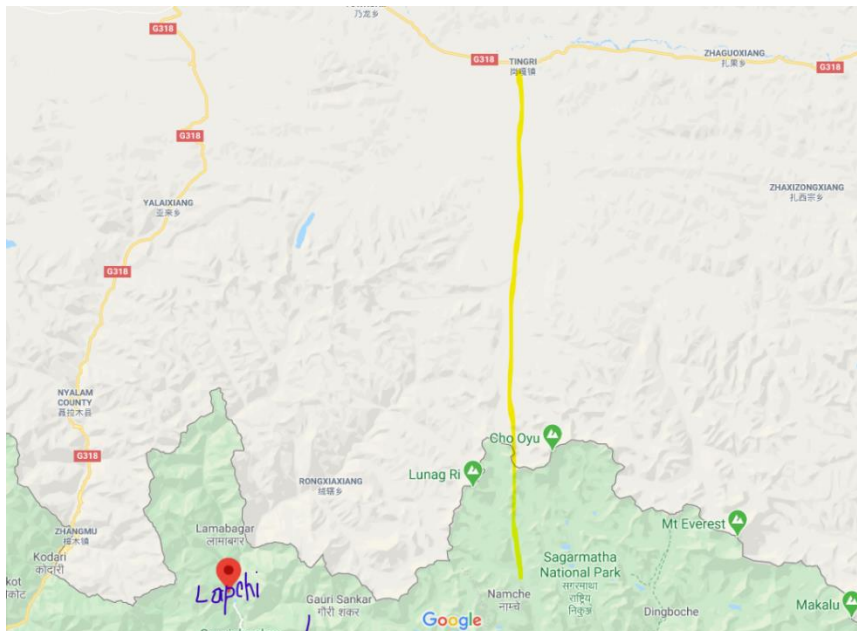 乃龙乡
G318
G318
TINGRI
岗嘎镇
ZHAGUOXIANG
扎果乡
G318
G318
YALAIXIANG
亚来乡
ZHAXIZONGXIANG
扎西宗乡
G318
NYALAM
COUNTY
聂拉木县
G318
Cho Oyu
Lunag Ri
RONGXIAXIANG
绒辖乡
ZHANGMU
樟木镇
Lamabagar
लामाबगर
Mt Everest
Kodari
कोदारी
Sagarmatha
National Park
सगरमाथा
राष्ट्रिय
निकुञ्ज
Lapchi
Gauri Sankar
गौरी शंकर
Namche
नाम्चे
Dingboche
Makalu
kot
कोट
Google